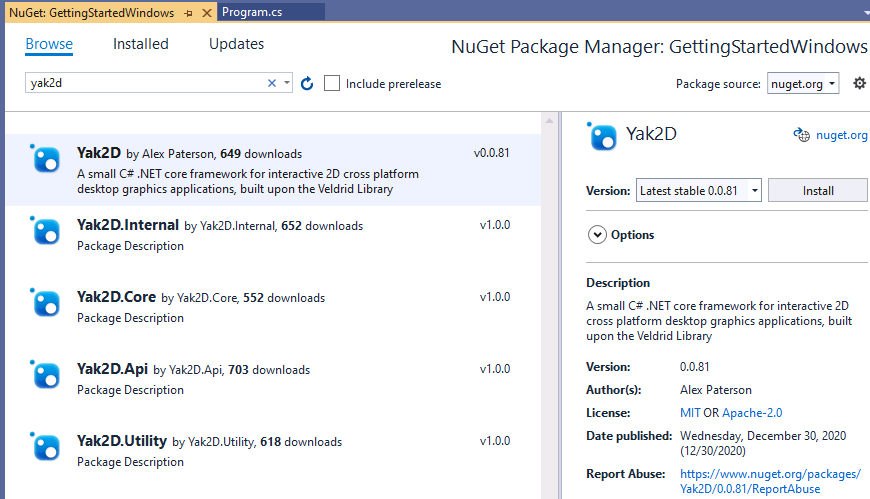 NuGet: GettingStartedWindows
Program.cs
Browse
Installed
Updates
NuGet Package Manager: GettingStartedWindows
yak2d
Include prerelease
Package source:
nuget.org
Yak2D by Alex Paterson, 649 downloads
v0.0.81
A small C# .NET core framework for interactive 2D cross platform
desktop graphics applications, built upon the Veldrid Library
Yak2D.Internal by Yak2D.Internal, 652 downloads
v1.0.0
Package Description
Yak2D.Core by Yak2D.Core, 552 downloads
v1.0.0
Package Description
Yak2D.Api by Yak2D.Api, 703 downloads
v1.0.0
Package Description
Yak2D.Utility by Yak2D.Utility, 618 downloads
v1.0.0
Package Description
Yak2D
nuget.org
Version:
Latest stable 0.0.81
Install
Options
Description
A small C# .NET core framework for interactive 2D
cross platform desktop graphics applications, built
upon the Veldrid Library
Version: 0.0.81
Author(s): Alex Paterson
License: MIT OR Apache-2.0
Date published: Wednesday, December 30, 2020
(12/30/2020)
Report Abuse: https://www.nuget.org/packages/
Yak2D/0.0.81/ReportAbuse